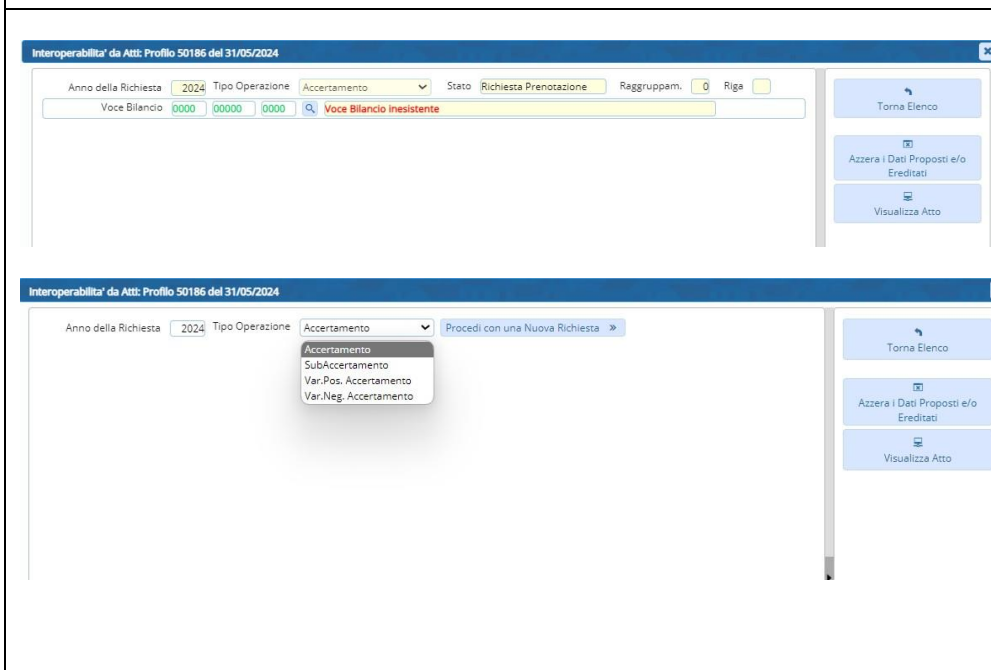 Interoperabilita' da Atti: Profilo 50186 del 31/05/2024
Anno della Richiesta 2024 Tipo Operazione Accertamento Stato Richiesta Prenotazione Raggruppam. 0 Riga
Voce Bilancio 0000 00000 0000 Voce Bilancio inesistente
Torna Elenco
Azzera i Dati Proposti e/o
Ereditati
Visualizza Atto
Interoperabilita' da Atti: Profilo 50186 del 31/05/2024
Anno della Richiesta 2024 Tipo Operazione Accertamento Procedi con una Nuova Richiesta »
Accertamento
SubAccertamento
Var.Pos. Accertamento
Var.Neg. Accertamento
Torna Elenco
Azzera i Dati Proposti e/o
Ereditati
Visualizza Atto